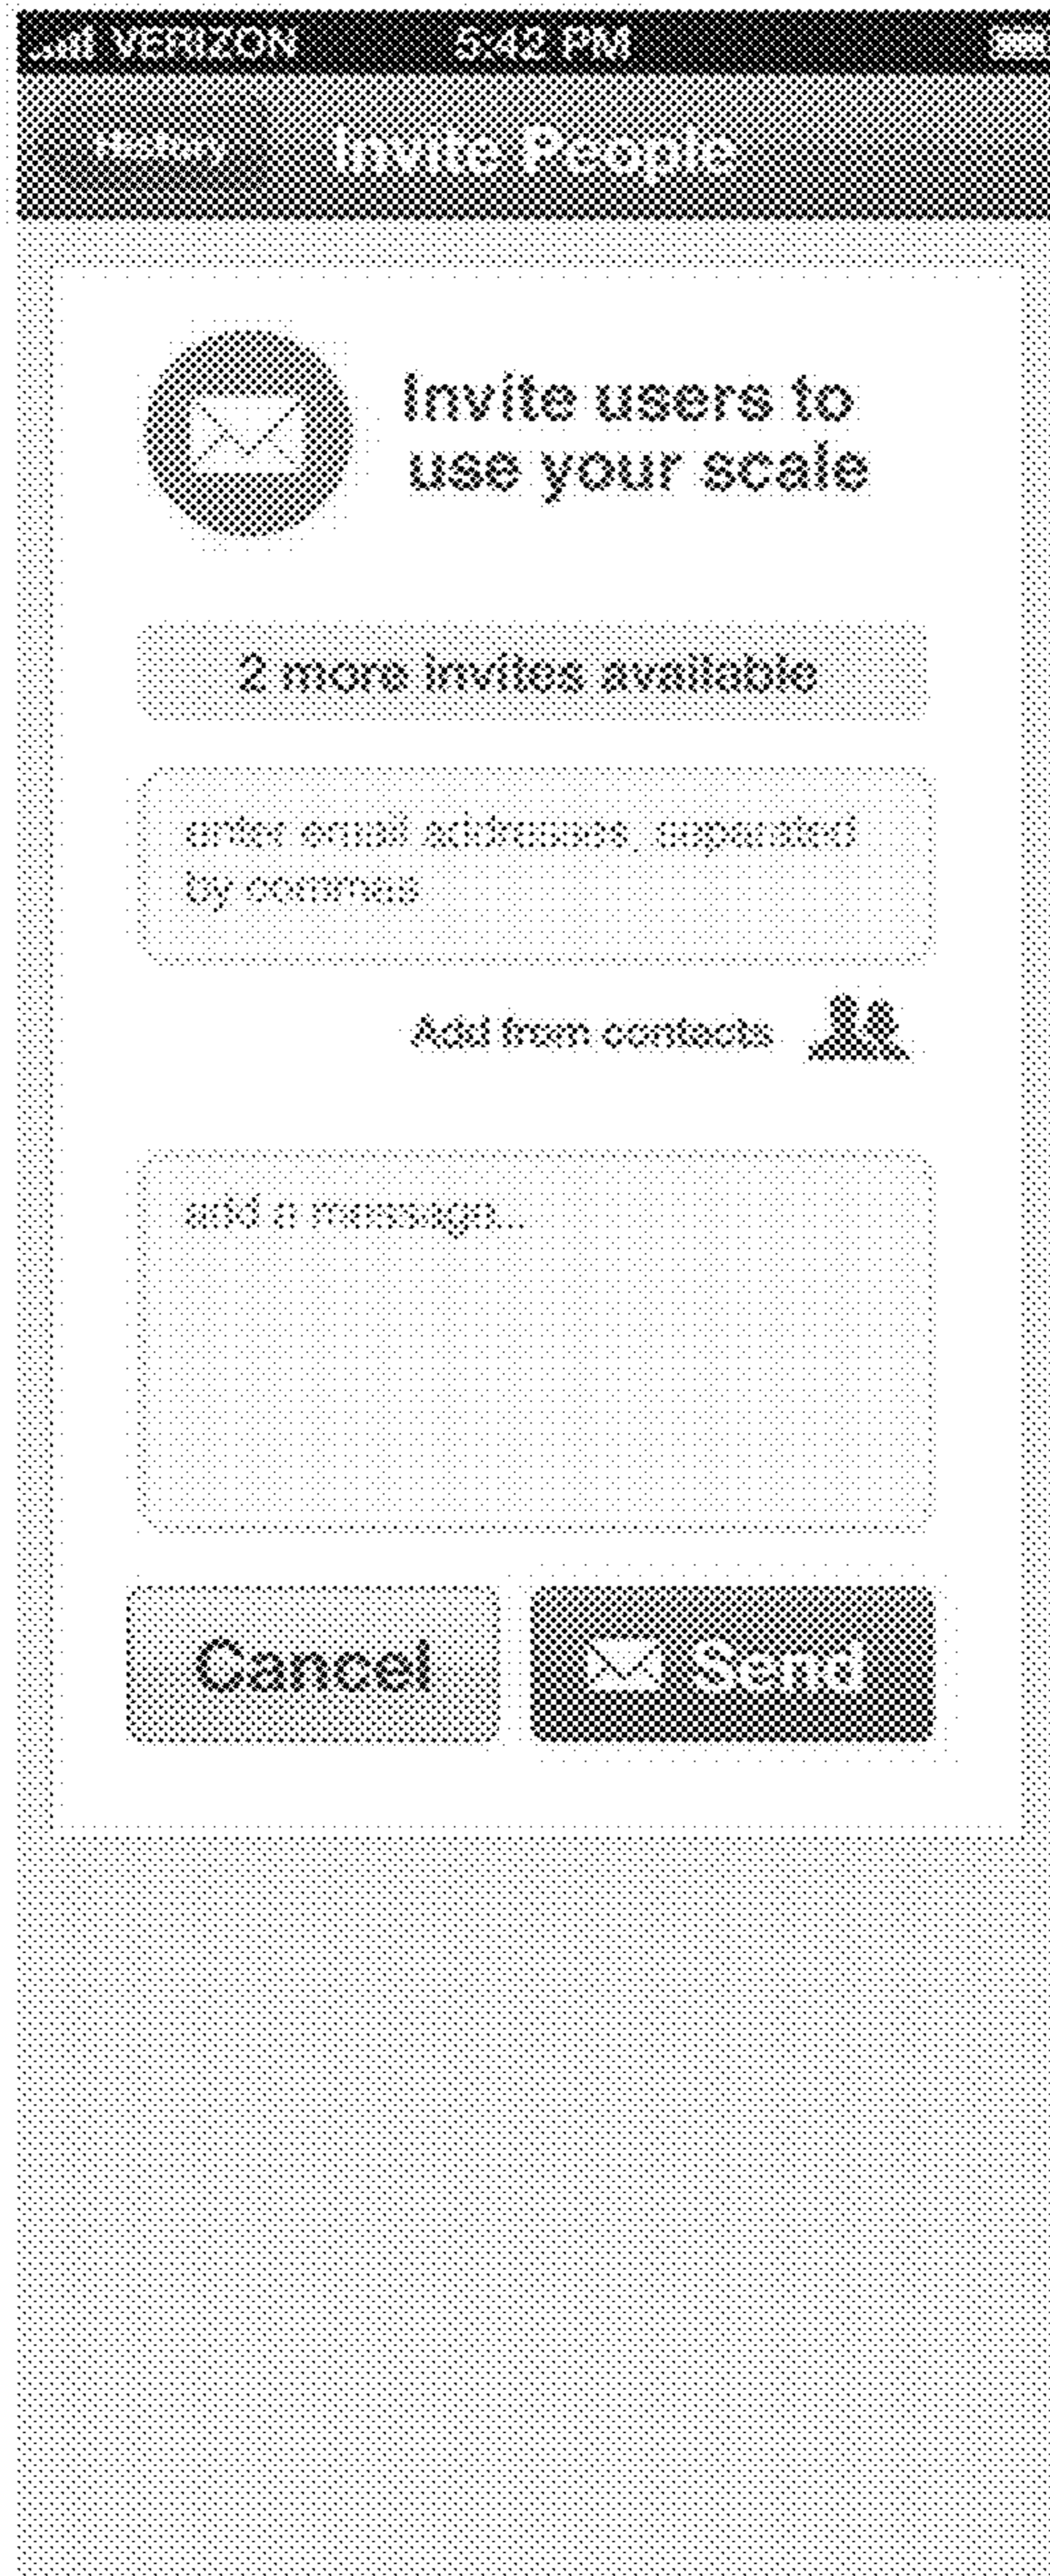 VERIZON 5:42 PM
History Invite People
Invite users to
use your scale
2 more invites available
enter email addresses, separated
by commas
Add from contacts
add a message...
Cancel Send